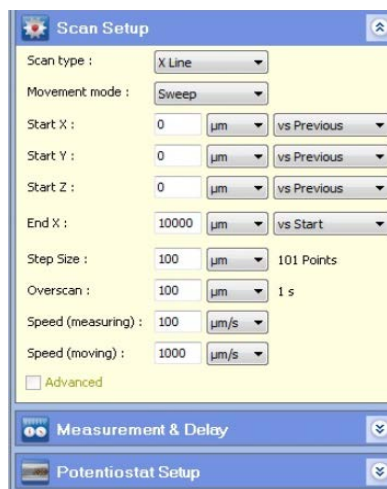 Scan Setup
Scan type : X Line
Movement mode : Sweep
Start X : 0 µm vs Previous
Start Y : 0 µm vs Previous
Start Z : 0 µm vs Previous
End X : 10000 µm vs Start
Step Size : 100 µm 101 Points
Overscan : 100 µm 1 s
Speed (measuring) : 100 µm/s
Speed (moving) : 1000 µm/s
Advanced
Measurement & Delay
Potentiostat Setup